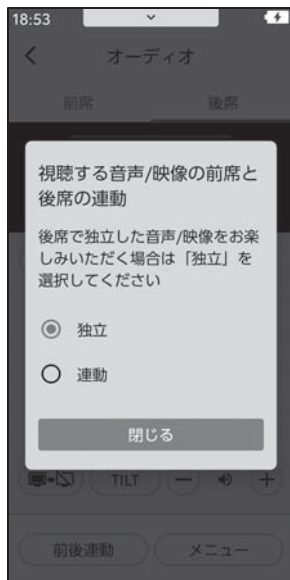 18:53
オーディオ
前席 後席
視聴する音声/映像の前席と
後席の連動
後席で独立した音声/映像をお楽
しみいただく場合は「独立」を
選択してください
独立
連動
閉じる
TILT
前後連動 メニュー